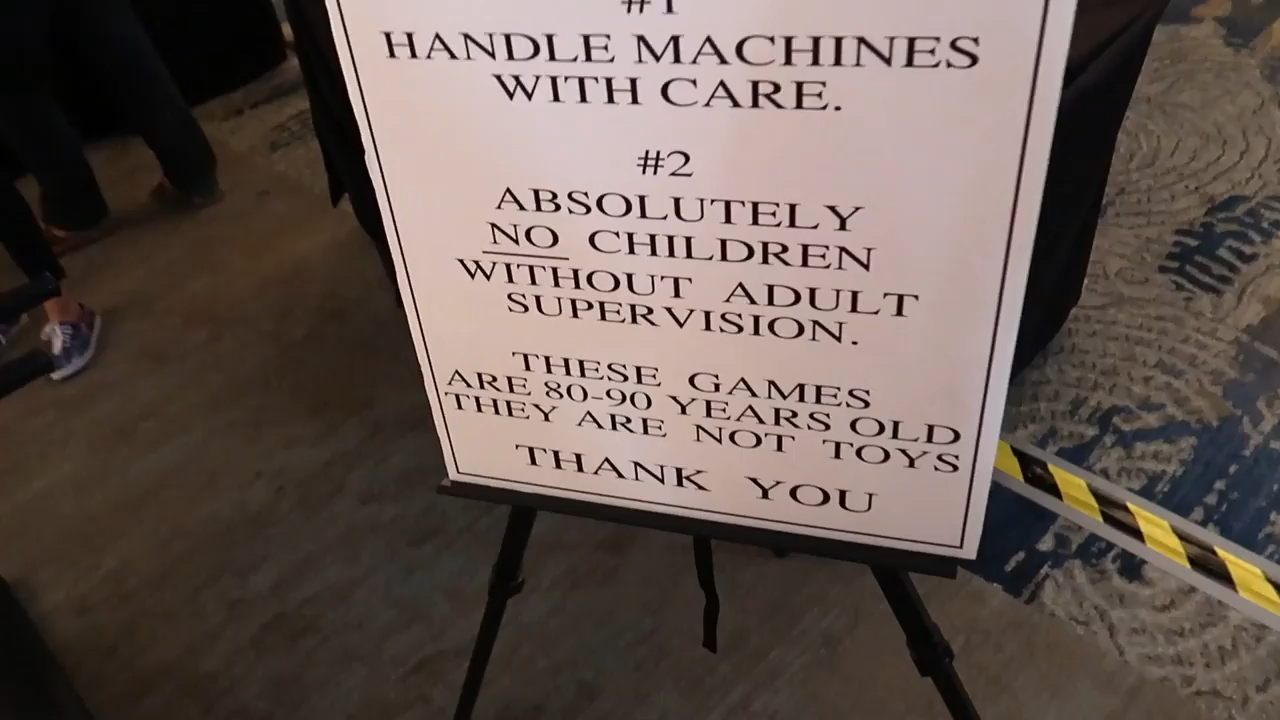 #1
HANDLE MACHINES
WITH CARE.
#2
ABSOLUTELY
NO CHILDREN
WITHOUT ADULT
SUPERVISION.
THESE GAMES
ARE 80-90 YEARS OLD
THEY ARE NOT TOYS
THANK YOU